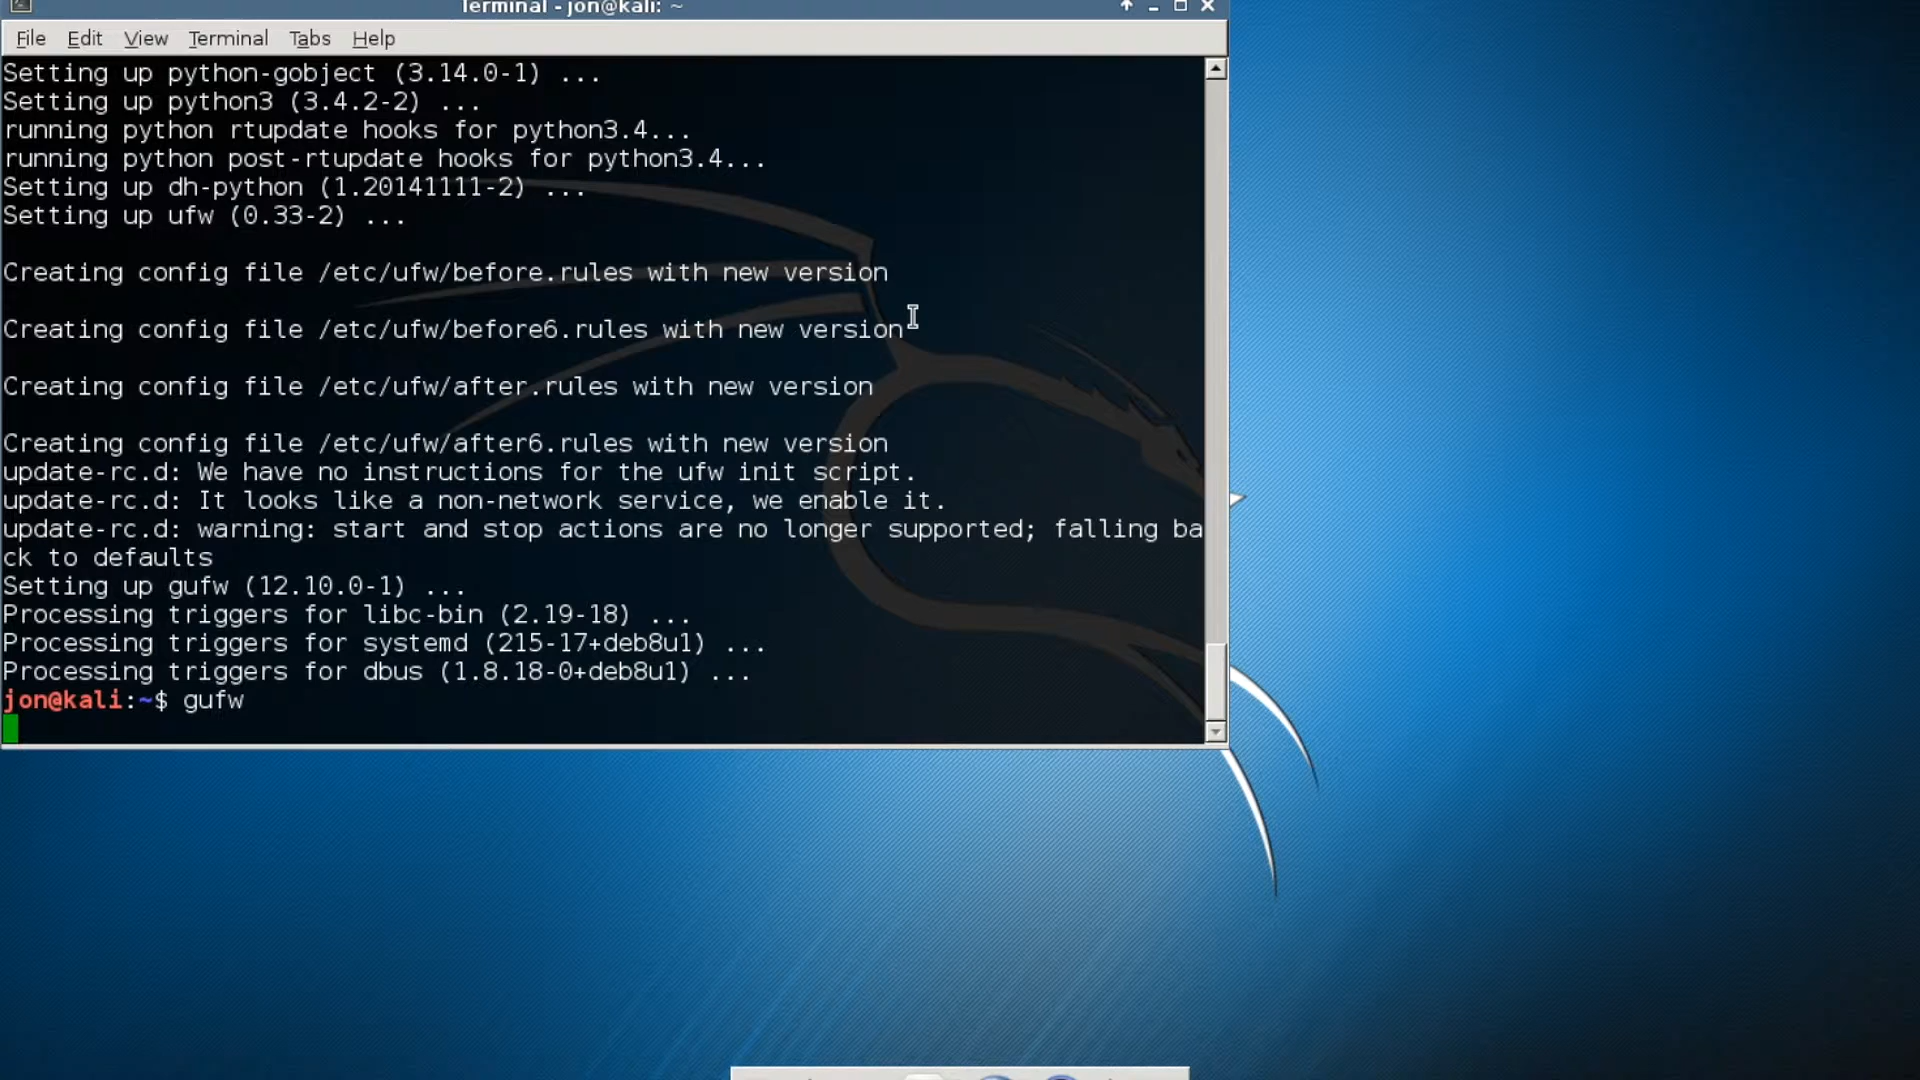 Terminal - jon@kali: ~
File Edit View Terminal Tabs Help
Setting up python-gobject (3.14.0-1) ...
Setting up python3 (3.4.2-2) ...
running python rtupdate hooks for python3.4...
running python post-rtupdate hooks for python3.4...
Setting up dh-python (1.20141111-2) ...
Setting up ufw (0.33-2) ...
Creating config file /etc/ufw/before.rules with new version
Creating config file /etc/ufw/before6.rules with new version
Creating config file /etc/ufw/after.rules with new version
Creating config file /etc/ufw/after6.rules with new version
update-rc.d: We have no instructions for the ufw init script.
update-rc.d: It looks like a non-network service, we enable it.
update-rc.d: warning: start and stop actions are no longer supported; falling ba
ck to defaults
Setting up gufw (12.10.0-1) ...
Processing triggers for libc-bin (2.19-18) ...
Processing triggers for systemd (215-17+deb8u1) ...
Processing triggers for dbus (1.8.18-0+deb8u1) ...
jon@kali:~$ gufw